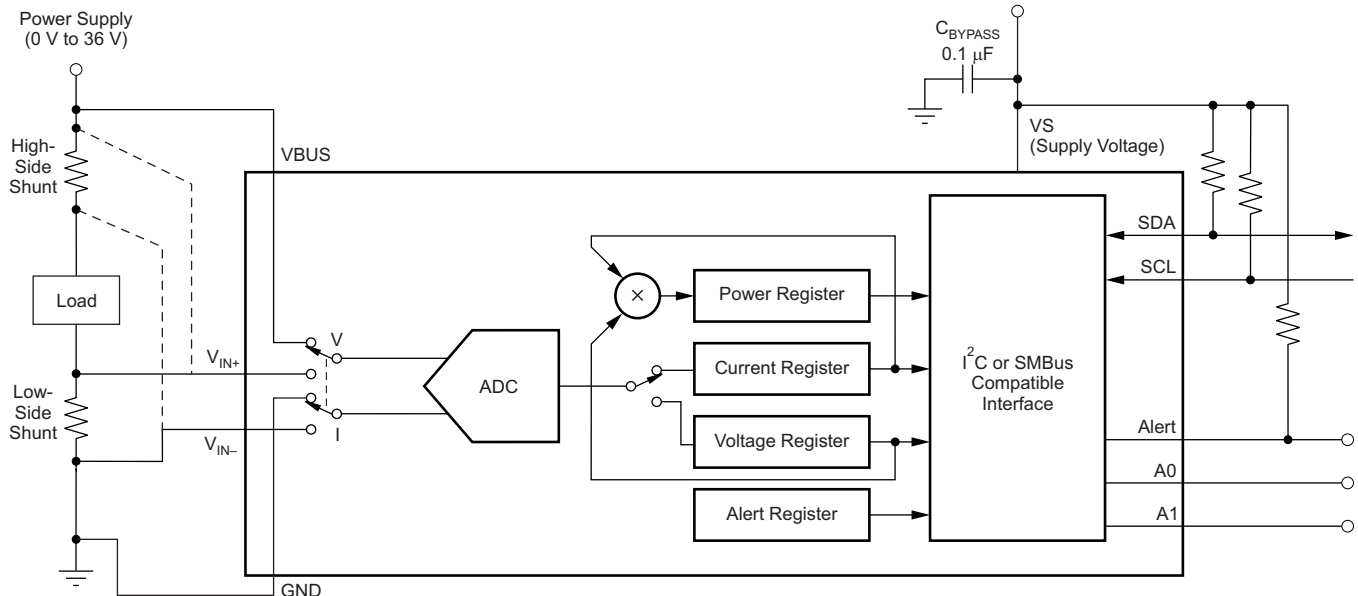 Power Supply
(0 V to 36 V)
C_BYPASS
0.1 µF
VS
(Supply Voltage)
High-
Side
Shunt
VBUS
SDA
SCL
Load
×
Power Register
V
V_IN+
ADC
Current Register
I²C or SMBus
Compatible
Interface
Low-
Side
Shunt
I
V_IN–
Voltage Register
Alert
A0
Alert Register
A1
GND